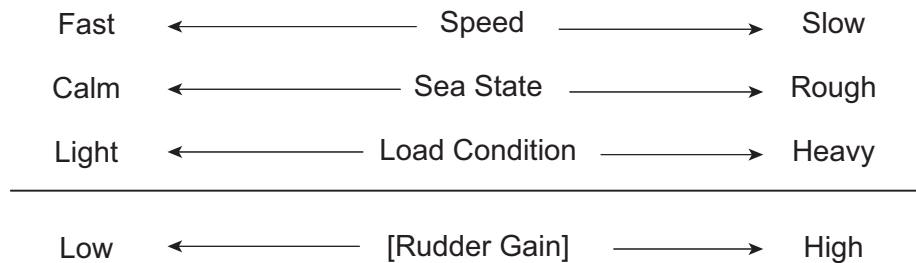 Fast Speed Slow
Calm Sea State Rough
Light Load Condition Heavy
Low [Rudder Gain] High